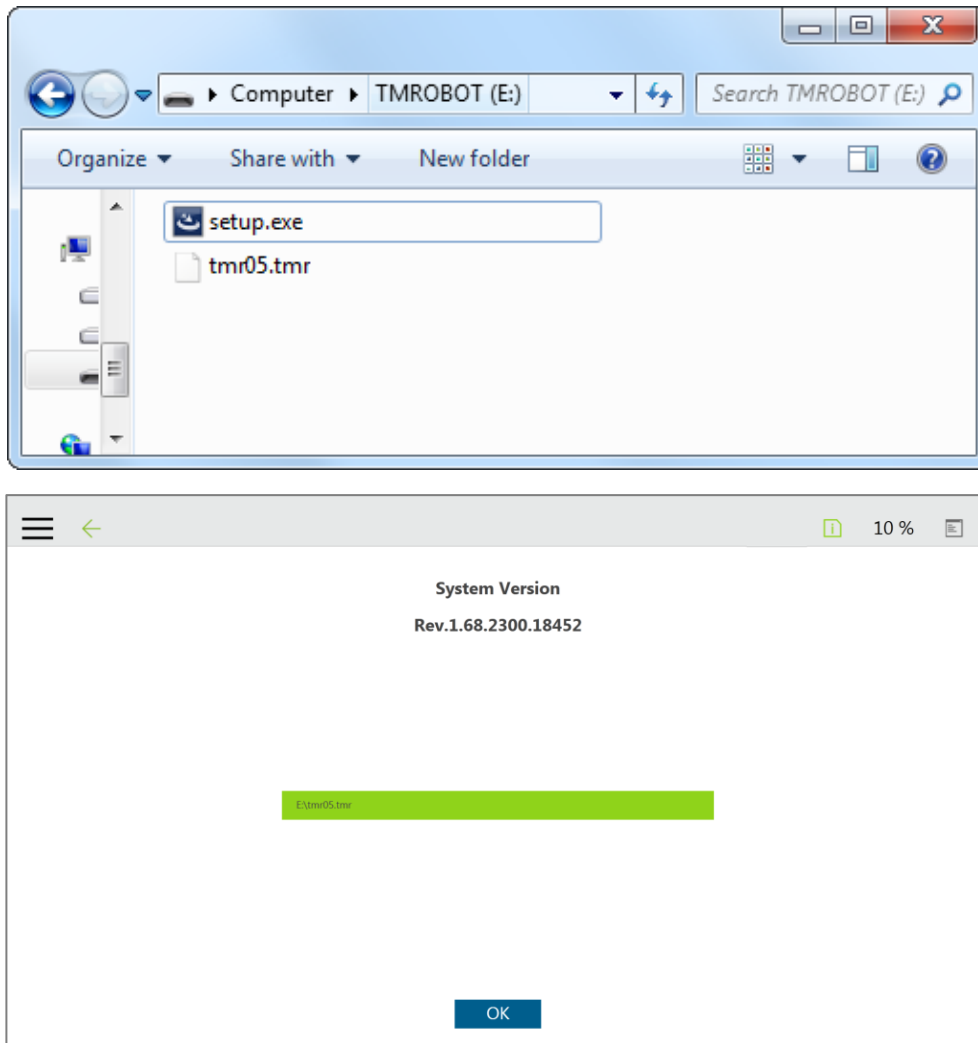 Computer TMROBOT (E:) Search TMROBOT (E:)
Organize Share with New folder
setup.exe
tmr05.tmr
10 %
System Version
Rev.1.68.2300.18452
E:\tmr05.tmr
OK